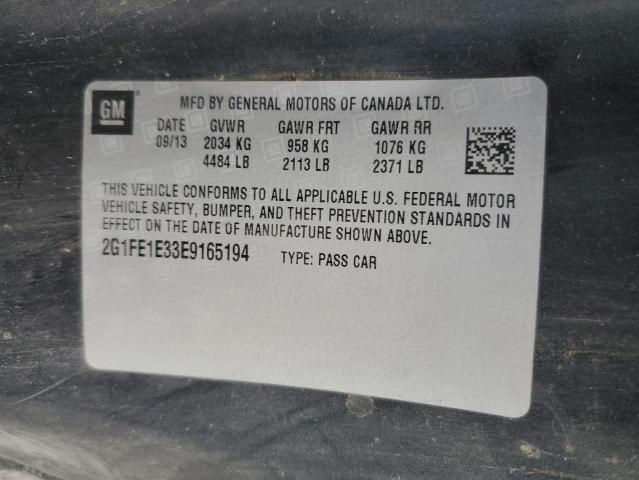 GM
MFD BY GENERAL MOTORS OF CANADA LTD.
DATE GVWR GAWR FRT GAWR RR
09/13 2034 KG 958 KG 1076 KG
4484 LB 2113 LB 2371 LB
THIS VEHICLE CONFORMS TO ALL APPLICABLE U.S. FEDERAL MOTOR
VEHICLE SAFETY, BUMPER, AND THEFT PREVENTION STANDARDS IN
EFFECT ON THE DATE OF MANUFACTURE SHOWN ABOVE.
2G1FE1E33E9165194 TYPE: PASS CAR